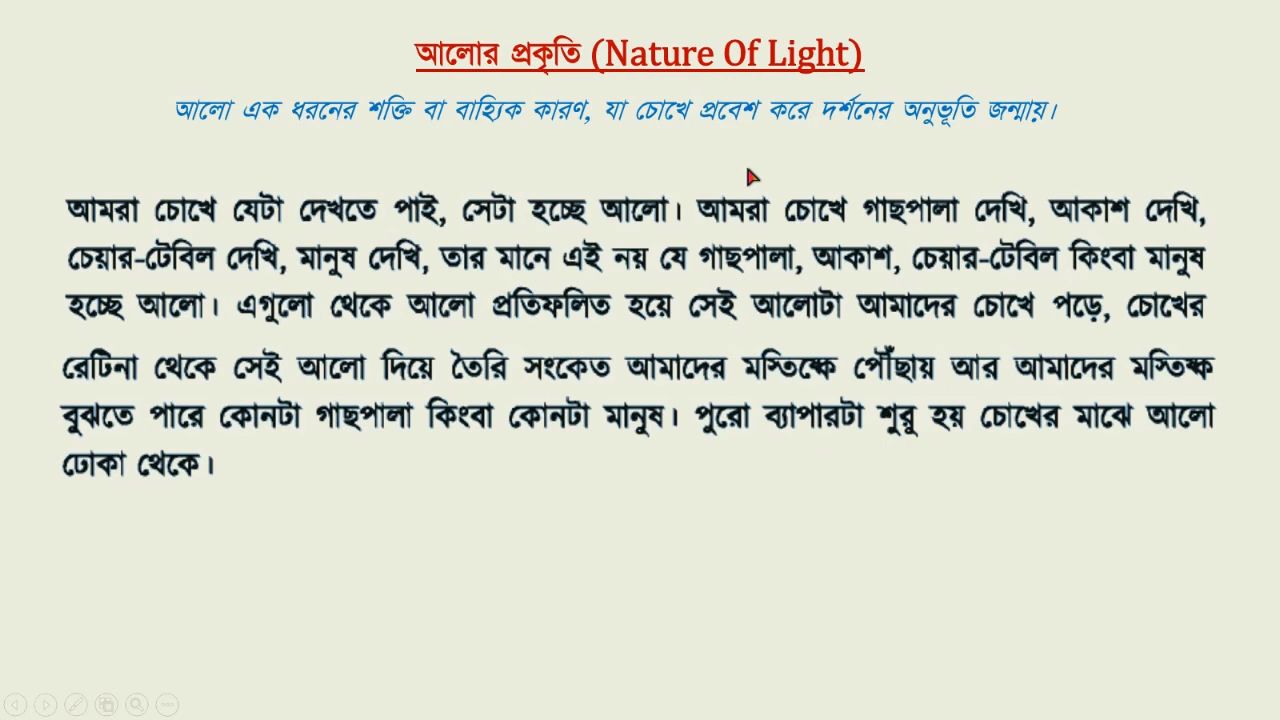 আলোর প্রকৃতি (Nature Of Light)
আলো এক ধরনের শক্তি বা বাহ্যিক কারণ, যা চোখে প্রবেশ করে দর্শনের অনুভূতি জন্মায়।
আমরা চোখে যেটা দেখতে পাই, সেটা হচ্ছে আলো। আমরা চোখে গাছপালা দেখি, আকাশ দেখি,
চেয়ার-টেবিল দেখি, মানুষ দেখি, তার মানে এই নয় যে গাছপালা, আকাশ, চেয়ার-টেবিল কিংবা মানুষ
হচ্ছে আলো। এগুলো থেকে আলো প্রতিফলিত হয়ে সেই আলোটা আমাদের চোখে পড়ে, চোখের
রেটিনা থেকে সেই আলো দিয়ে তৈরি সংকেত আমাদের মস্তিষ্কে পৌঁছায় আর আমাদের মস্তিষ্ক
বুঝতে পারে কোনটা গাছপালা কিংবা কোনটা মানুষ। পুরো ব্যাপারটা শুরু হয় চোখের মাঝে আলো
ঢোকা থেকে।